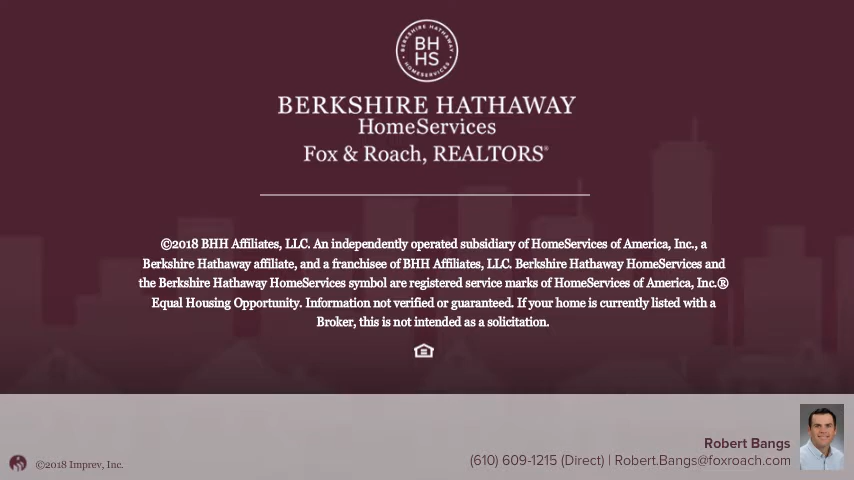 BERKSHIRE HATHAWAY
BH
HS
HOMESERVICES
BERKSHIRE HATHAWAY
HomeServices
Fox & Roach, REALTORS®
©2018 BHH Affiliates, LLC. An independently operated subsidiary of HomeServices of America, Inc., a
Berkshire Hathaway affiliate, and a franchisee of BHH Affiliates, LLC. Berkshire Hathaway HomeServices and
the Berkshire Hathaway HomeServices symbol are registered service marks of HomeServices of America, Inc.®
Equal Housing Opportunity. Information not verified or guaranteed. If your home is currently listed with a
Broker, this is not intended as a solicitation.
Robert Bangs
(610) 609-1215 (Direct) | Robert.Bangs@foxroach.com
©2018 Imprev, Inc.